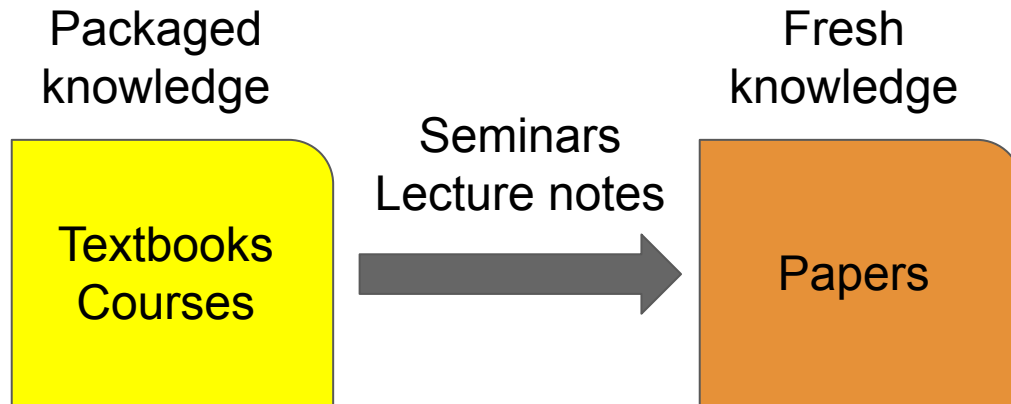 Packaged
knowledge
Textbooks
Courses
Seminars
Lecture notes
Fresh
knowledge
Papers